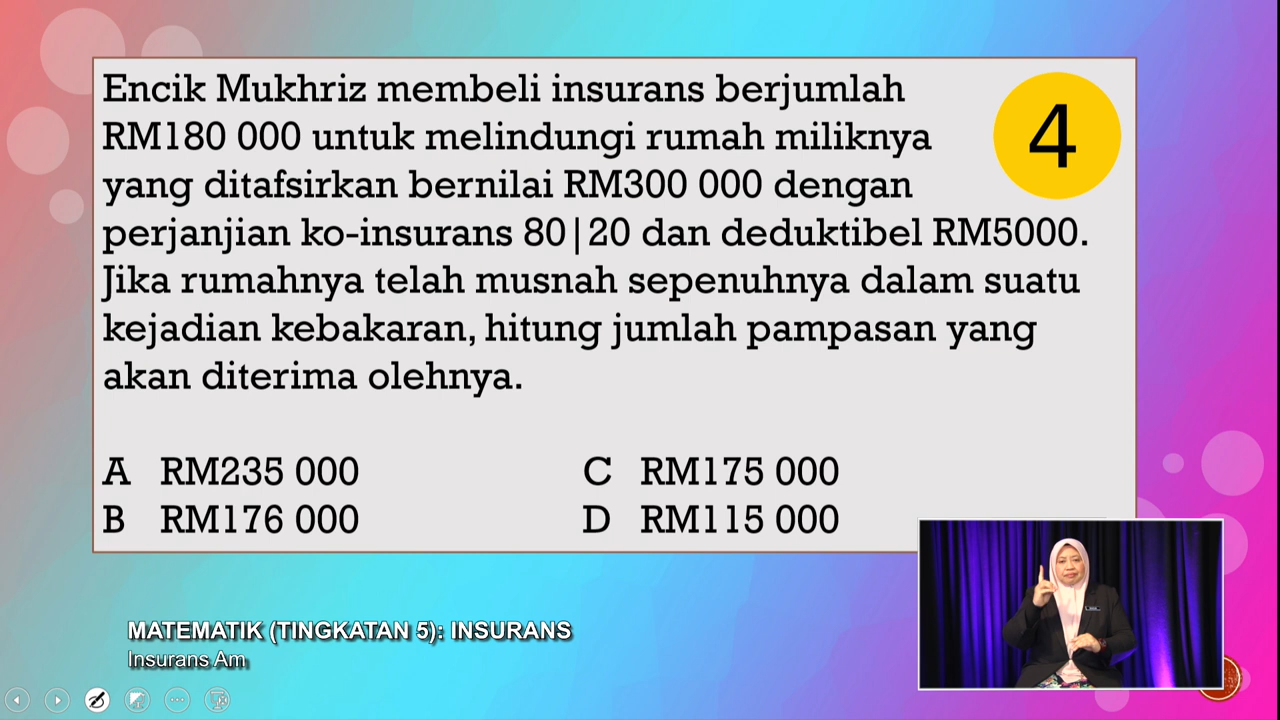 Encik Mukhriz membeli insurans berjumlah
RM180 000 untuk melindungi rumah miliknya
yang ditafsirkan bernilai RM300 000 dengan
perjanjian ko-insurans 80|20 dan deduktibel RM5000.
Jika rumahnya telah musnah sepenuhnya dalam suatu
kejadian kebakaran, hitung jumlah pampasan yang
akan diterima olehnya.
4
A RM235 000
B RM176 000
C RM175 000
D RM115 000
MATEMATIK (TINGKATAN 5): INSURANS
Insurans Am